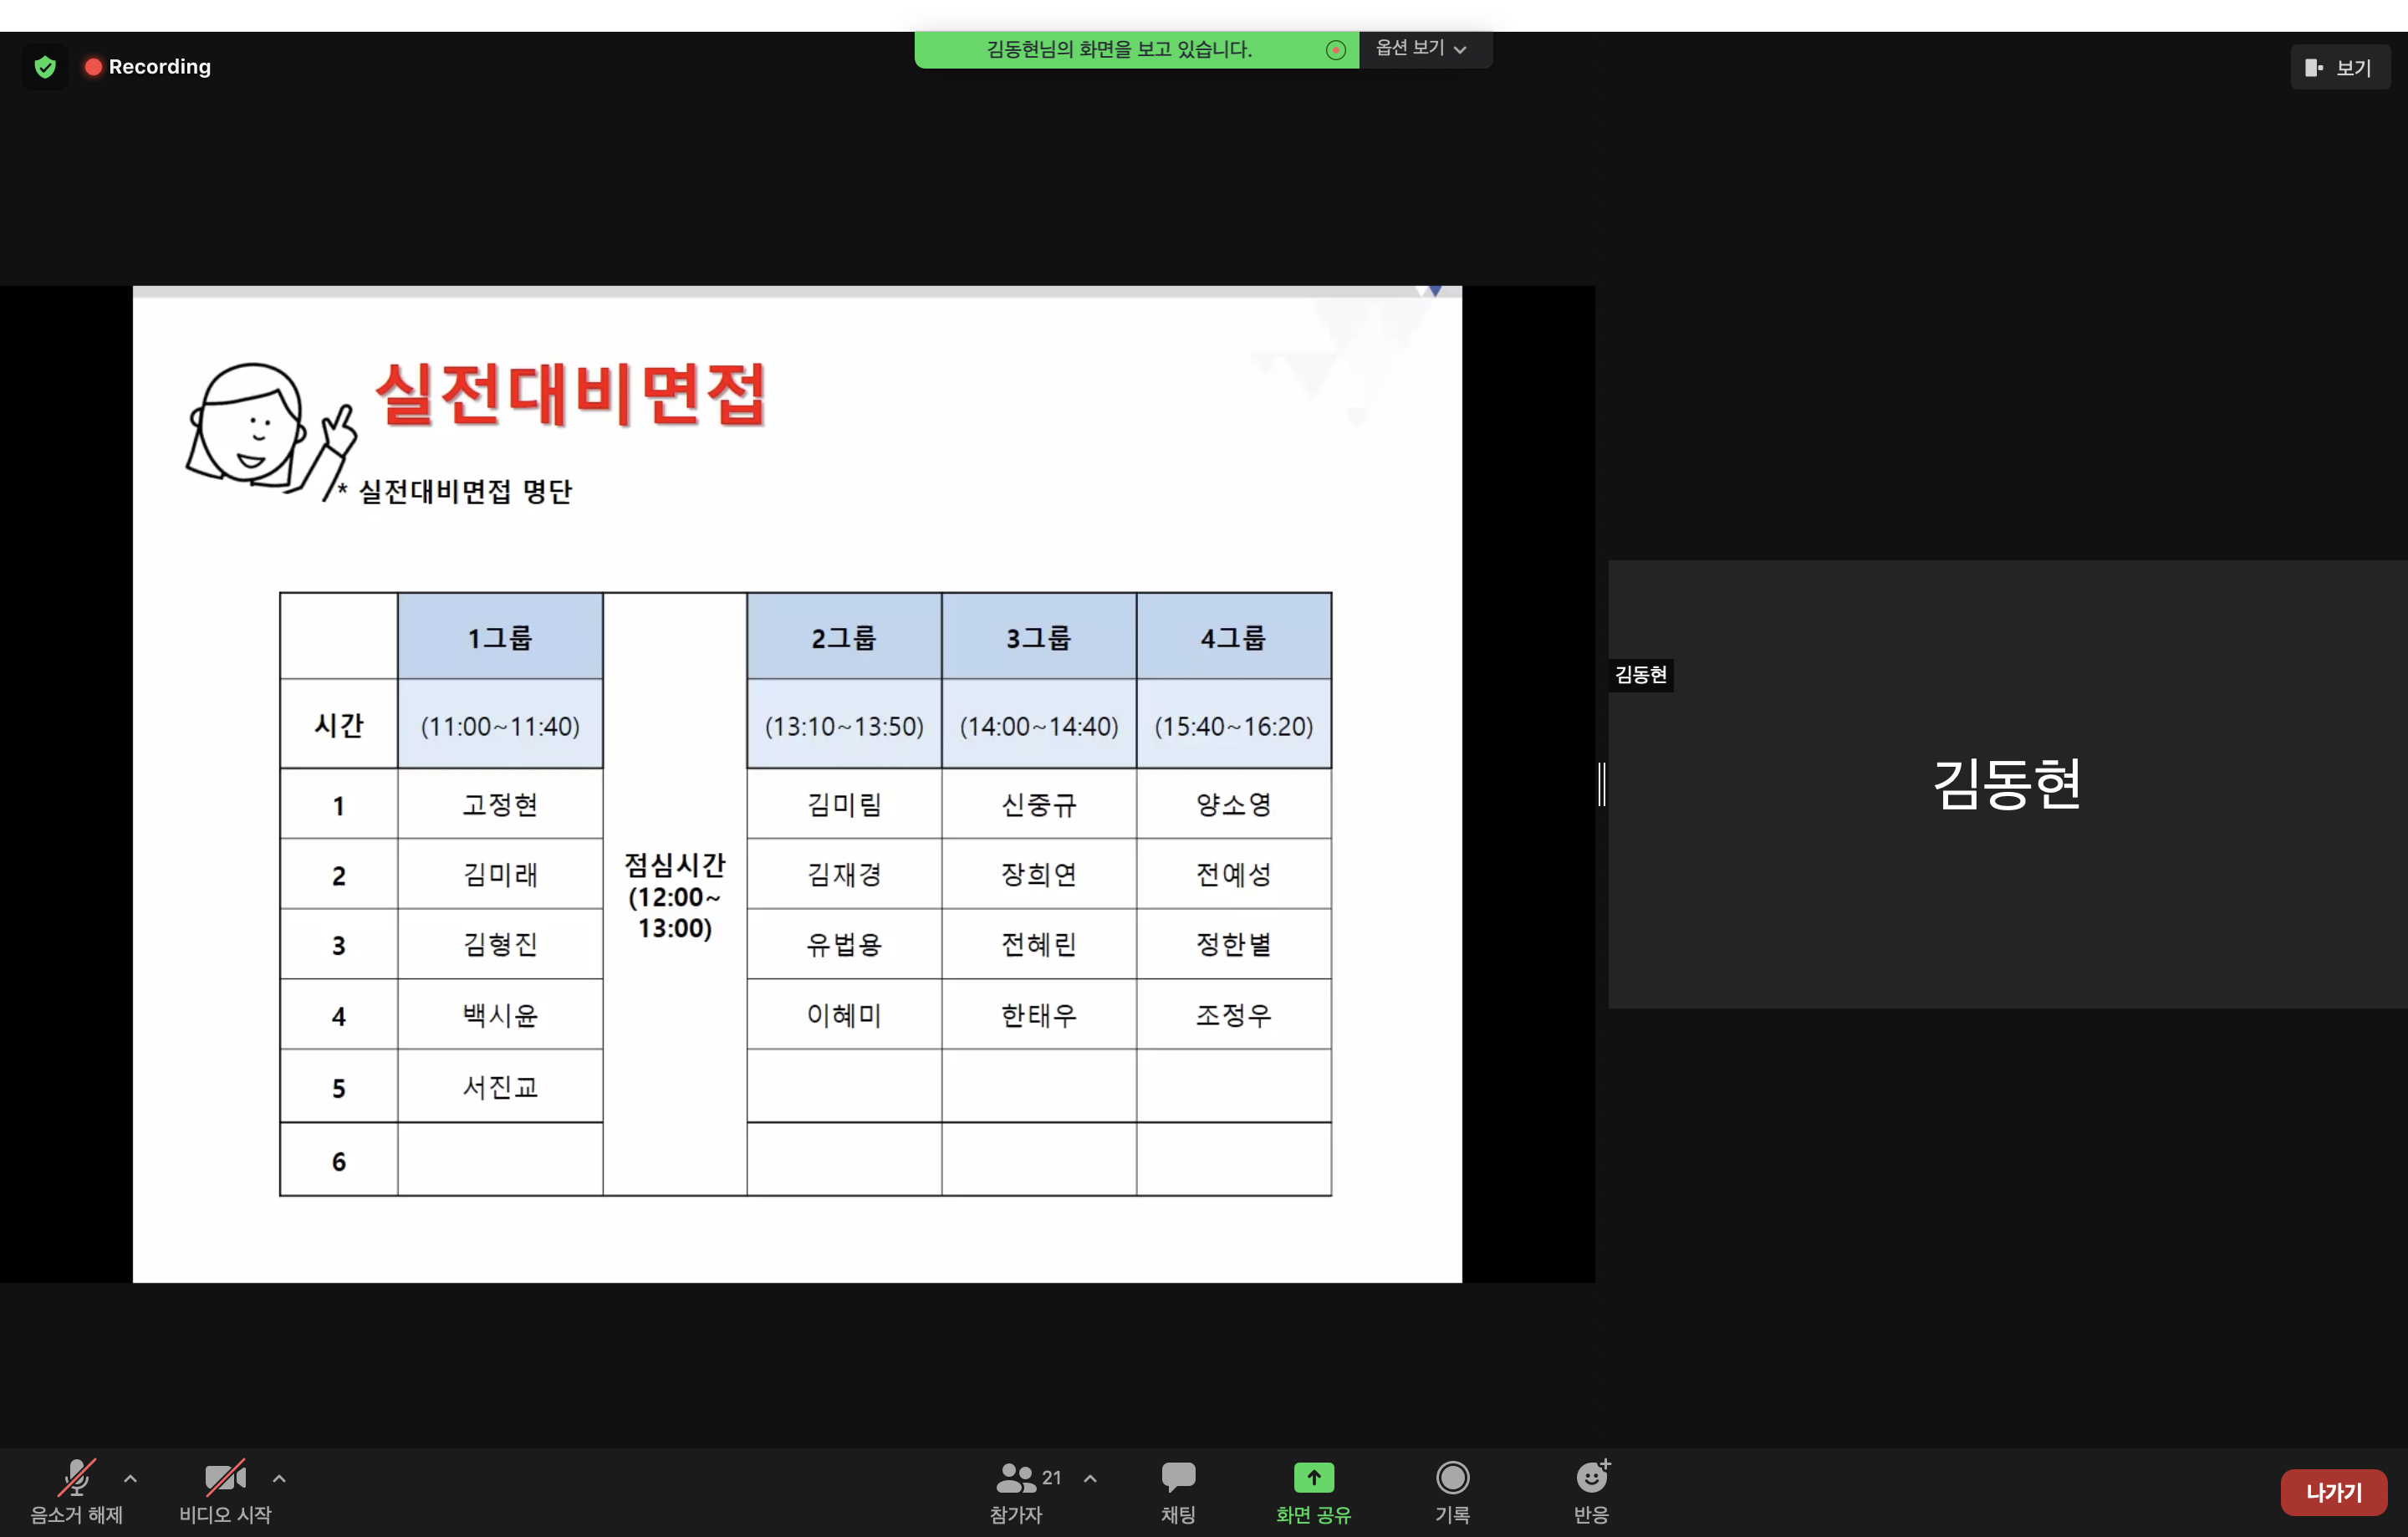 김동현님의 화면을 보고 있습니다.
옵션 보기
Recording
보기
실전대비면접
* 실전대비면접 명단
1그룹 2그룹 3그룹 4그룹
시간 (11:00~11:40) (13:10~13:50) (14:00~14:40) (15:40~16:20)
1 고정현 김미림 신중규 양소영
2 김미래 김재경 장희연 전예성
점심시간
(12:00~
13:00)
3 김형진 유법용 전혜린 정한별
4 백시윤 이혜미 한태우 조정우
5 서진교
6
김동현
김동현
음소거 해제
비디오 시작
21
참가자
채팅
화면 공유
기록
반응
나가기